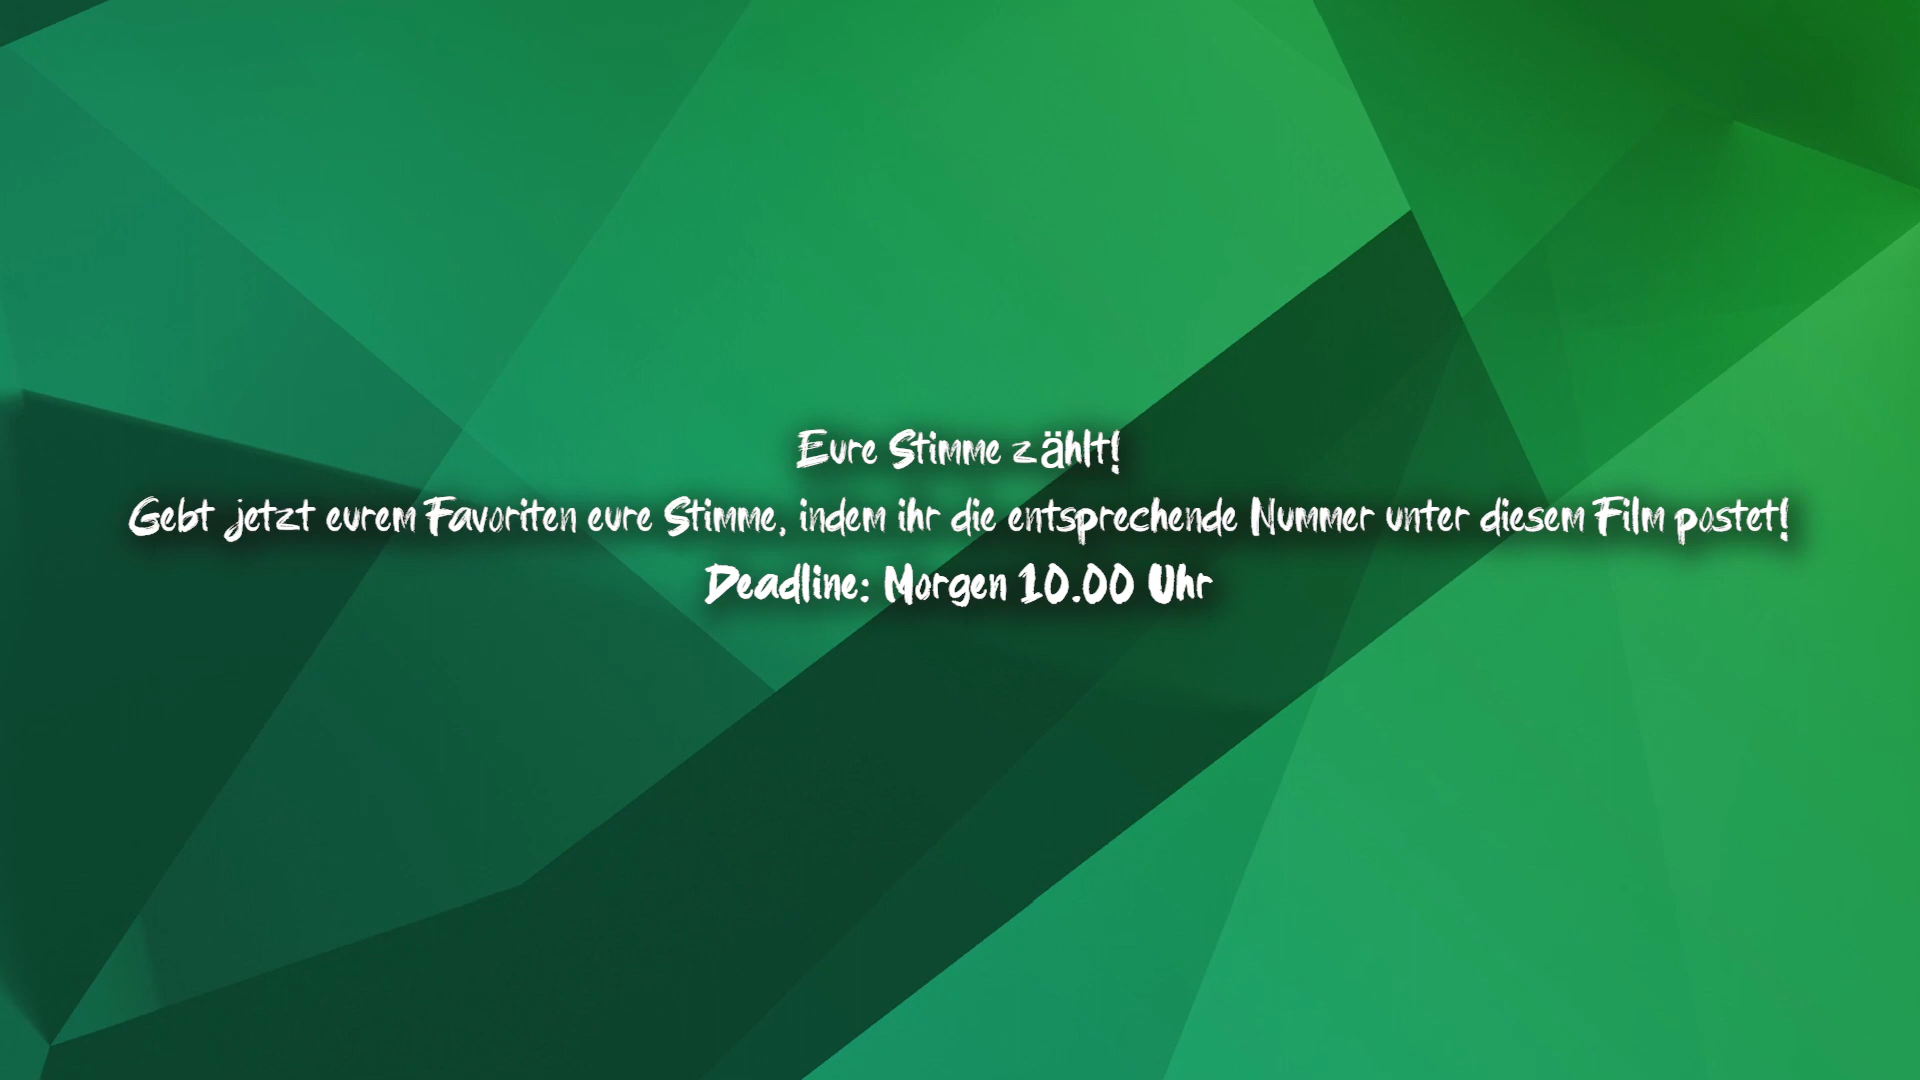 Eure Stimme zählt!
Gebt jetzt eurem Favoriten eure Stimme, indem ihr die entsprechende Nummer unter diesem Film postet!
Deadline: Morgen 10.00 Uhr